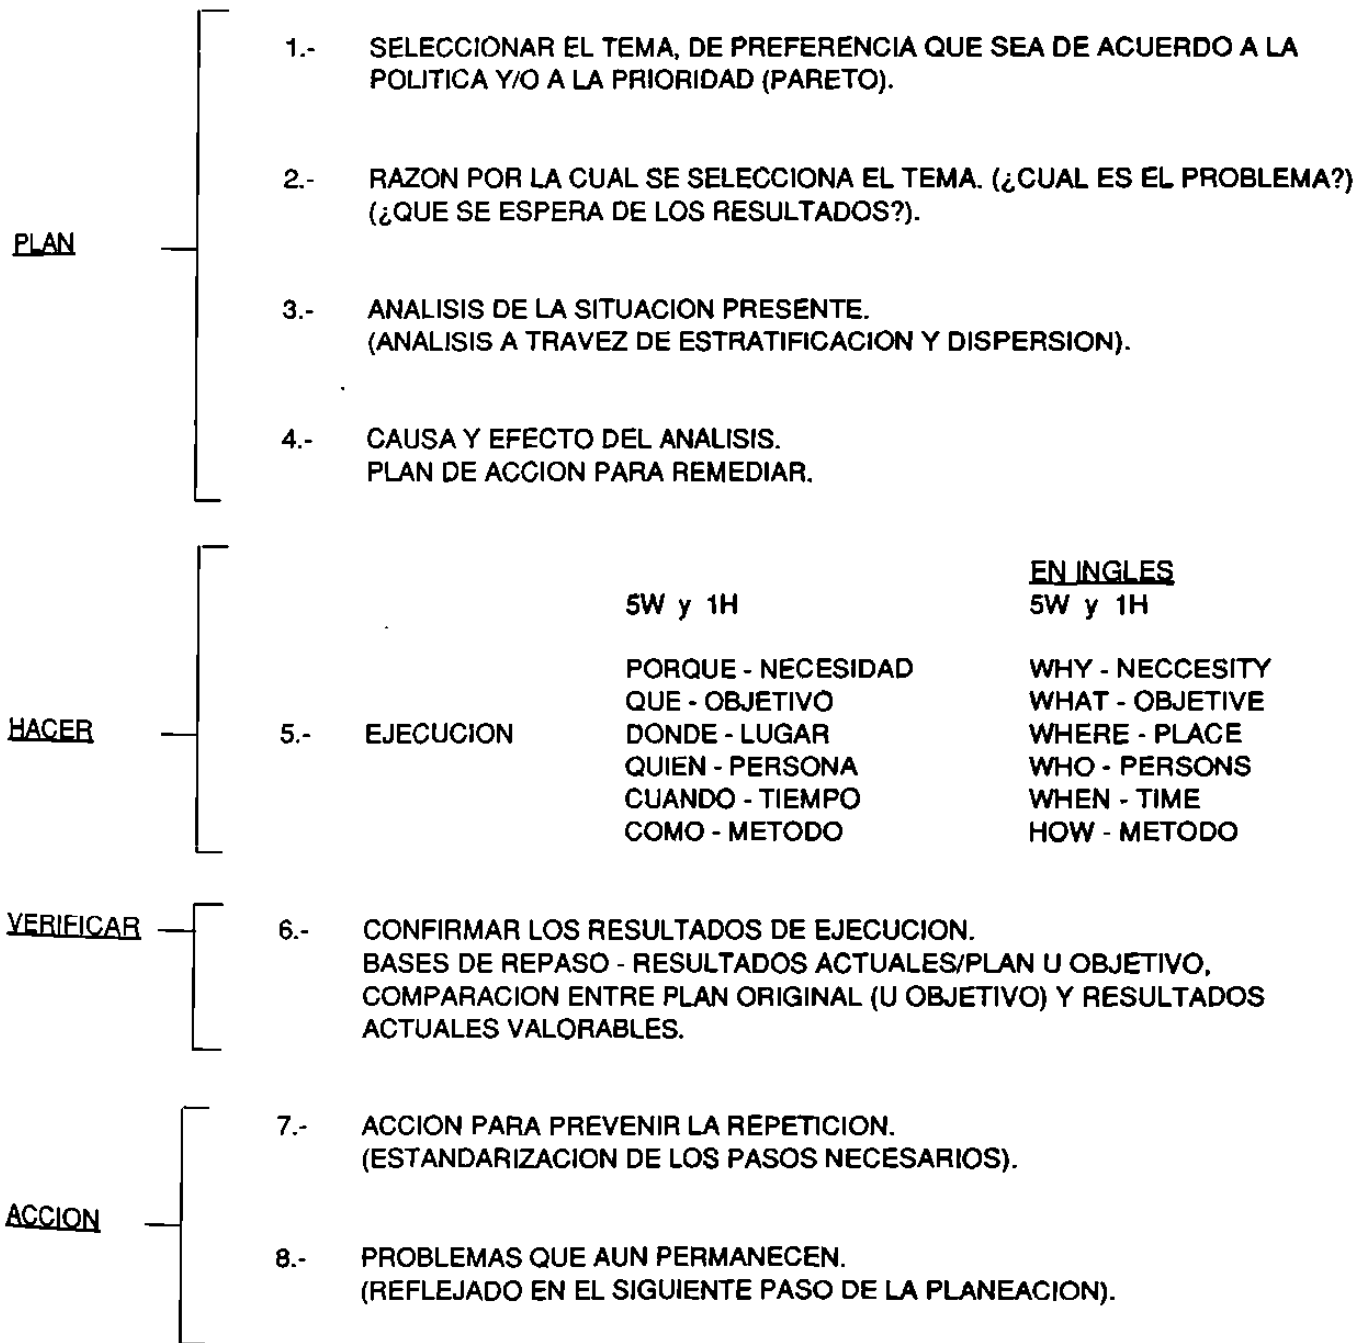 1.- SELECCIONAR EL TEMA, DE PREFERENCIA QUE SEA DE ACUERDO A LA
POLITICA Y/O A LA PRIORIDAD (PARETO).
2.- RAZON POR LA CUAL SE SELECCIONA EL TEMA. (¿CUAL ES EL PROBLEMA?)
(¿QUE SE ESPERA DE LOS RESULTADOS?).
PLAN
3.- ANALISIS DE LA SITUACION PRESENTE.
(ANALISIS A TRAVEZ DE ESTRATIFICACION Y DISPERSION).
4.- CAUSA Y EFECTO DEL ANALISIS.
PLAN DE ACCION PARA REMEDIAR.
EN INGLES
5W y 1H 5W y 1H
PORQUE - NECESIDAD WHY - NECCESITY
QUE - OBJETIVO WHAT - OBJETIVE
HACER 5.- EJECUCION DONDE - LUGAR WHERE - PLACE
QUIEN - PERSONA WHO - PERSONS
CUANDO - TIEMPO WHEN - TIME
COMO - METODO HOW - METODO
VERIFICAR 6.- CONFIRMAR LOS RESULTADOS DE EJECUCION.
BASES DE REPASO - RESULTADOS ACTUALES/PLAN U OBJETIVO,
COMPARACION ENTRE PLAN ORIGINAL (U OBJETIVO) Y RESULTADOS
ACTUALES VALORABLES.
7.- ACCION PARA PREVENIR LA REPETICION.
(ESTANDARIZACION DE LOS PASOS NECESARIOS).
ACCION
8.- PROBLEMAS QUE AUN PERMANECEN.
(REFLEJADO EN EL SIGUIENTE PASO DE LA PLANEACION).